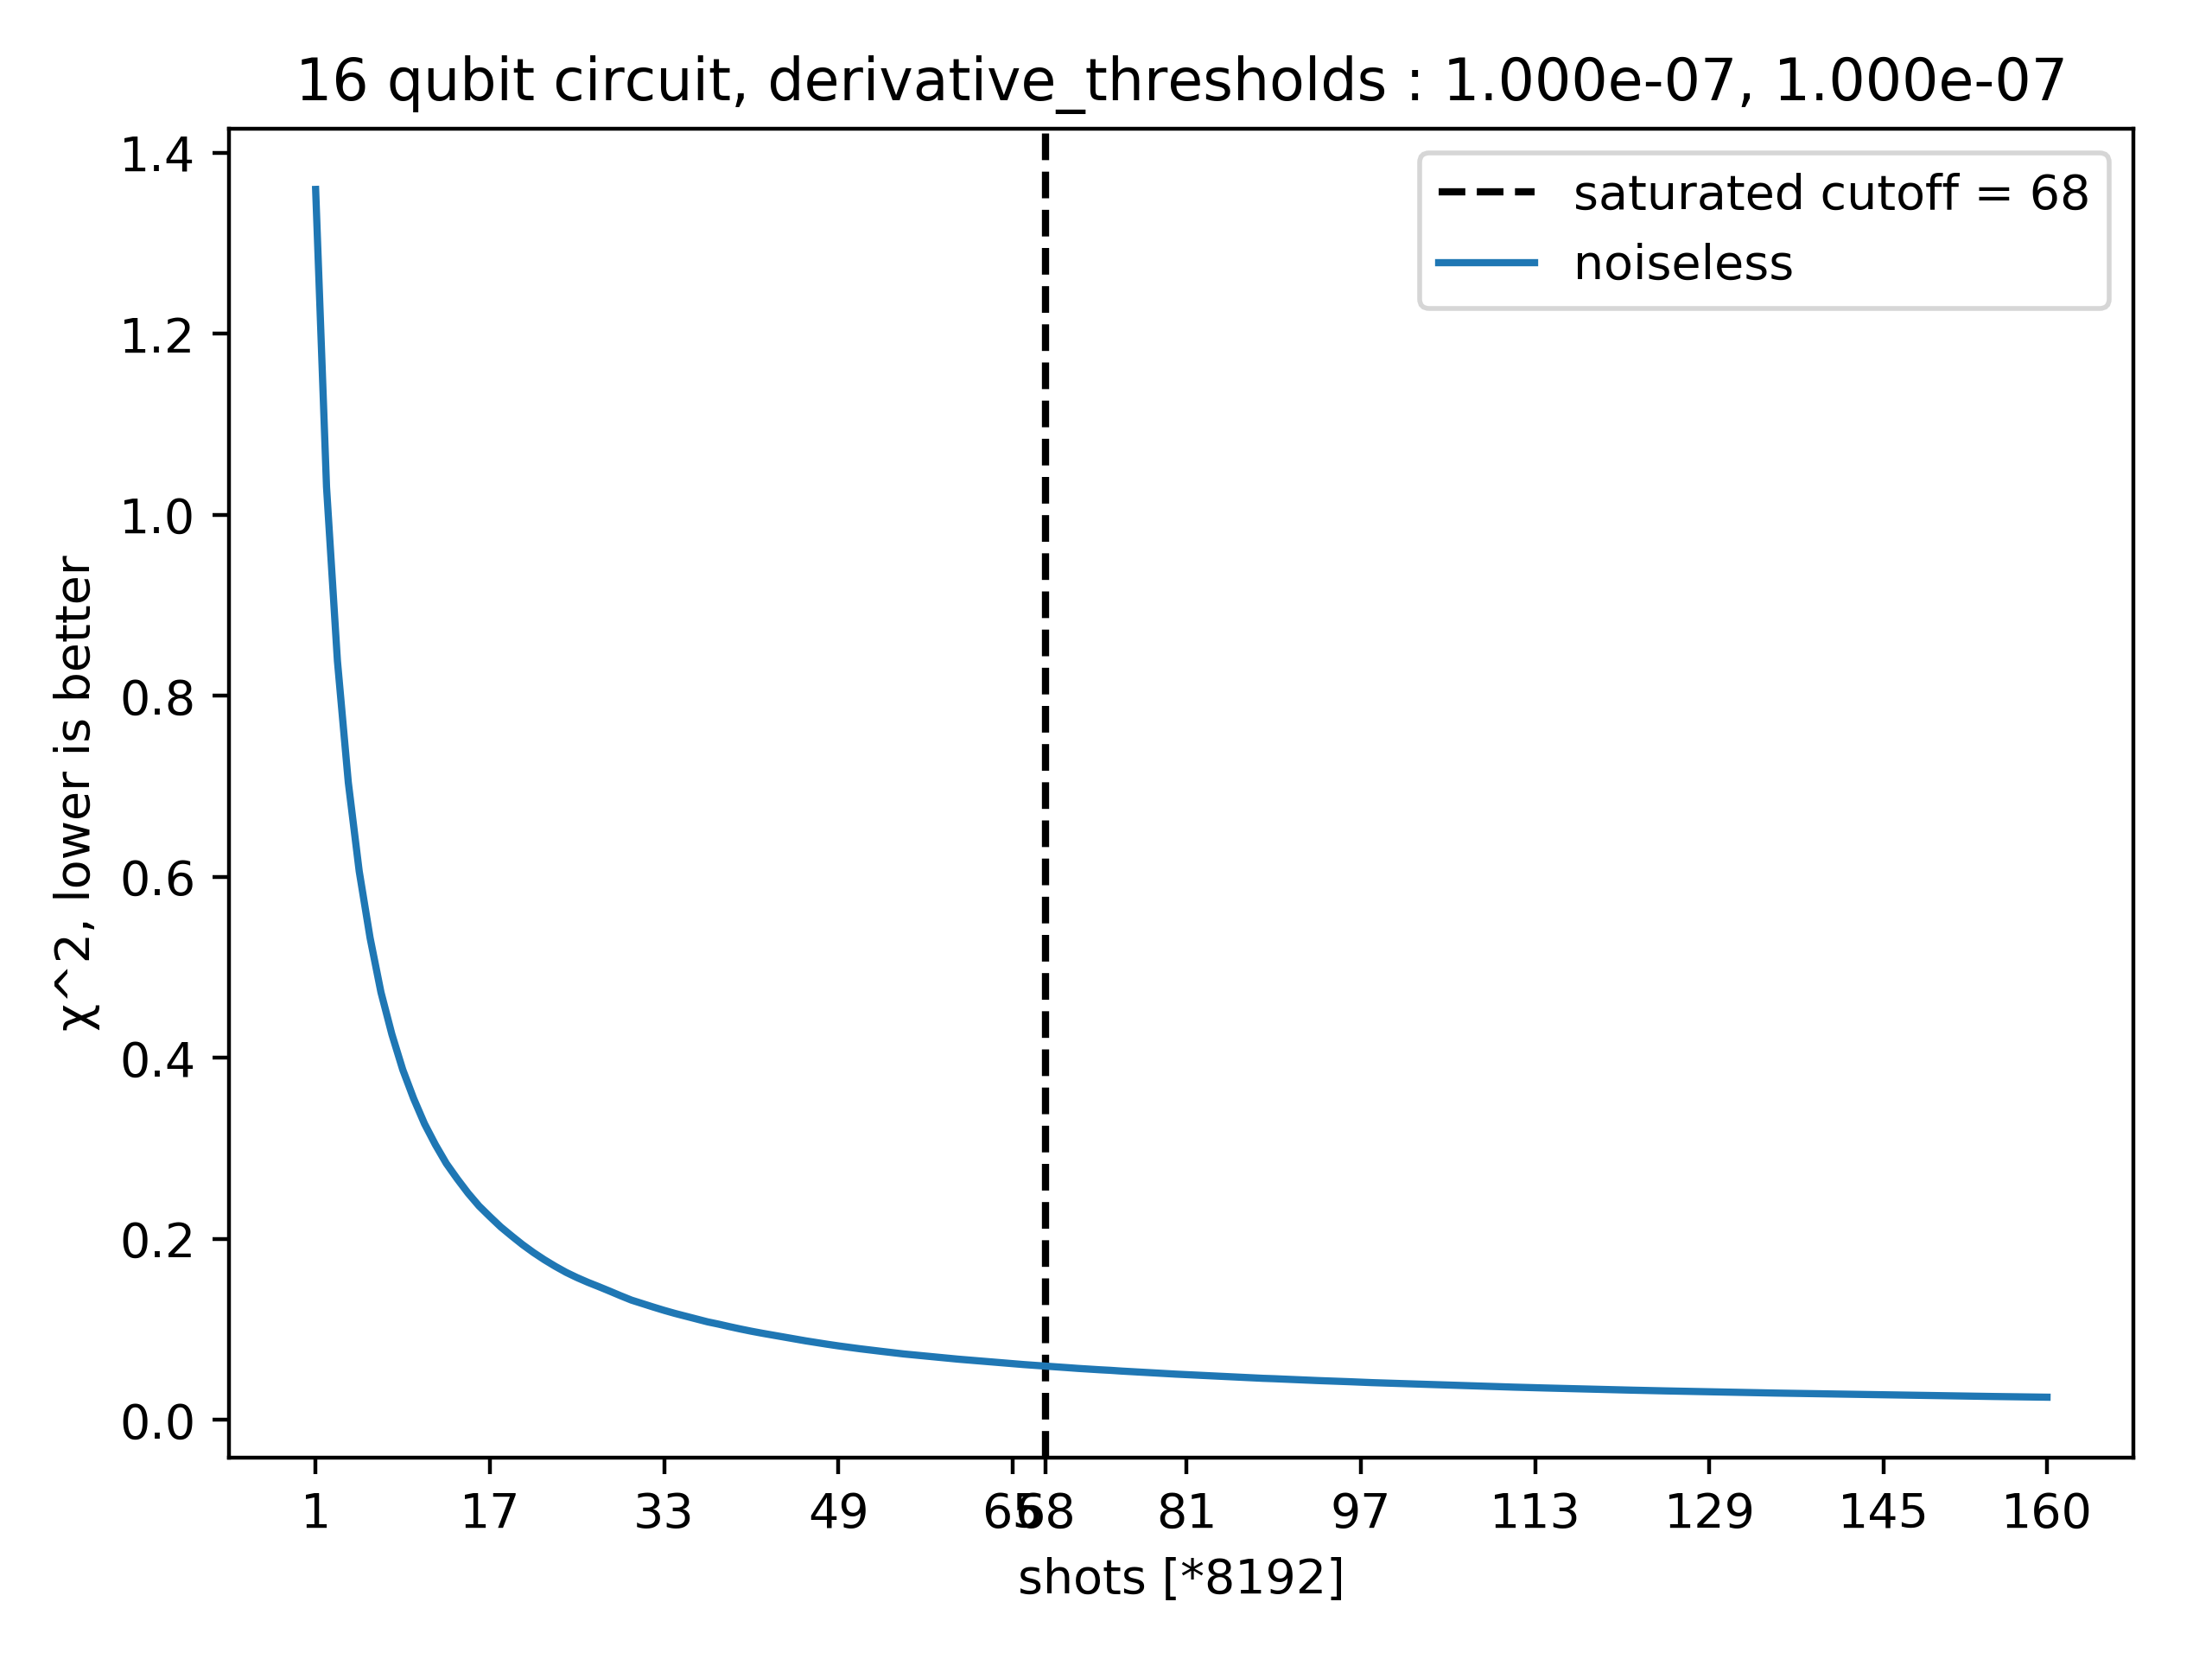 16 qubit circuit, derivative_thresholds : 1.000e-07, 1.000e-07
saturated cutoff = 68
noiseless
χ^2, lower is better
1.4
1.2
1.0
0.8
0.6
0.4
0.2
0.0
1 17 33 49 65 68 81 97 113 129 145 160
shots [*8192]